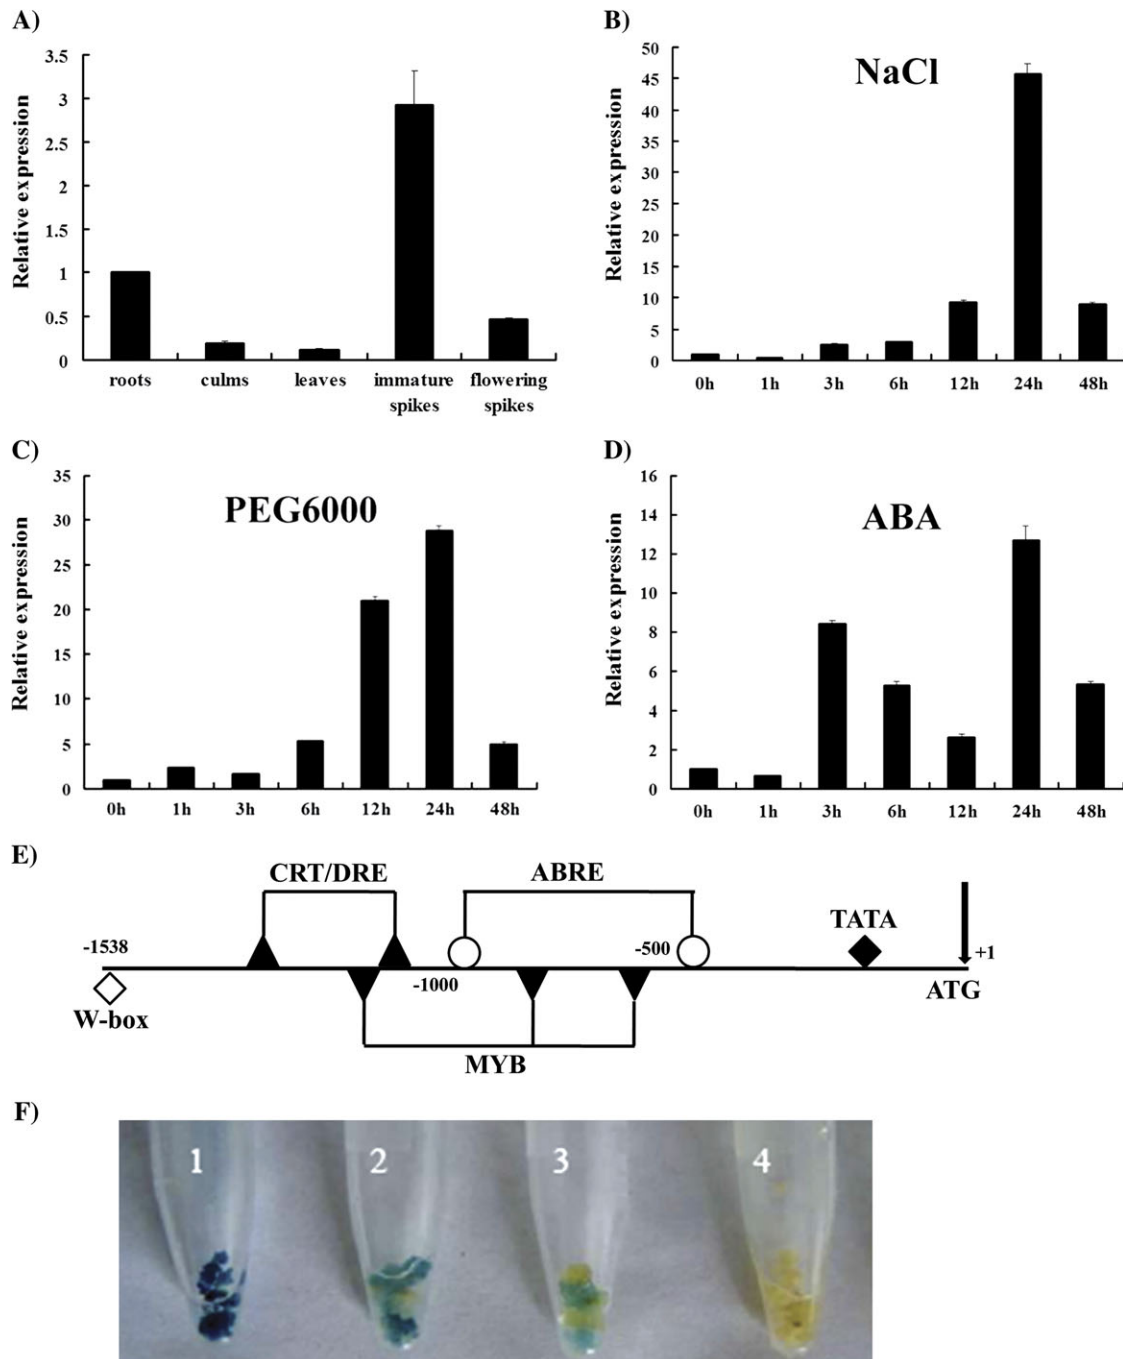 A)
Relative expression
3.5
3
2.5
2
1.5
1
0.5
0
roots culms leaves immature flowering
spikes spikes
B)
NaCl
Relative expression
50
45
40
35
30
25
20
15
10
5
0
0h 1h 3h 6h 12h 24h 48h
C)
PEG6000
Relative expression
35
30
25
20
15
10
5
0
0h 1h 3h 6h 12h 24h 48h
D)
ABA
Relative expression
16
14
12
10
8
6
4
2
0
0h 1h 3h 6h 12h 24h 48h
E)
CRT/DRE ABRE
TATA
-1538 -500 +1
-1000
ATG
W-box
MYB
F)
1 2 3 4